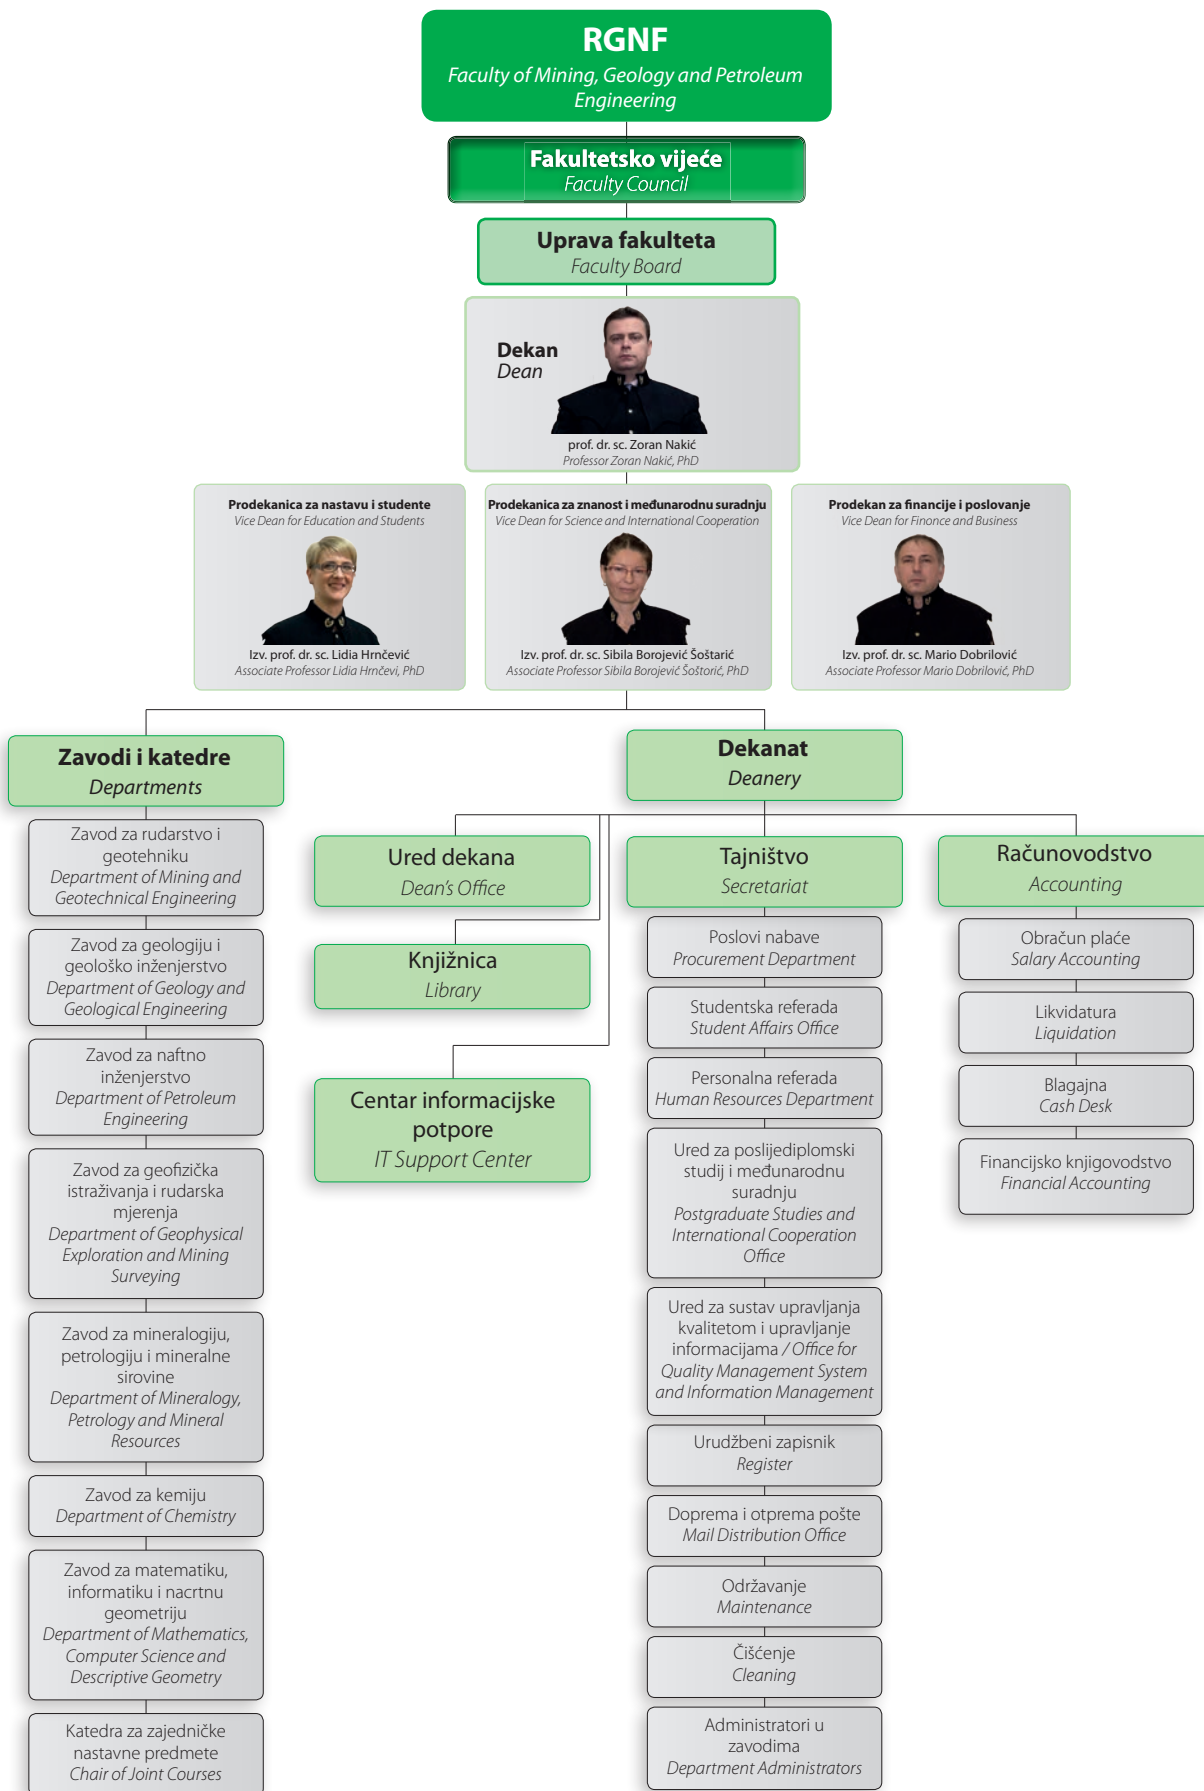 RGNF
Faculty of Mining, Geology and Petroleum
Engineering
Fakultetsko vijeće
Faculty Council
Uprava fakulteta
Faculty Board
Dekan
Dean
prof. dr. sc. Zoran Nakić
Professor Zoran Nakić, PhD
Prodekanica za nastavu i studente
Vice Dean for Education and Students
Izv. prof. dr. sc. Lidia Hrnčević
Associate Professor Lidia Hrnčevi, PhD
Prodekanica za znanost i međunarodnu suradnju
Vice Dean for Science and International Cooperation
Izv. prof. dr. sc. Sibila Borojević Šoštarić
Associate Professor Sibila Borojević Šoštorić, PhD
Prodekan za financije i poslovanje
Vice Dean for Finonce and Business
Izv. prof. dr. sc. Mario Dobrilović
Associate Professor Mario Dobrilović, PhD
Zavodi i katedre
Departments
Zavod za rudarstvo i
geotehniku
Department of Mining and
Geotechnical Engineering
Zavod za geologiju i
geološko inženjerstvo
Department of Geology and
Geological Engineering
Zavod za naftno
inženjerstvo
Department of Petroleum
Engineering
Zavod za geofizička
istraživanja i rudarska
mjerenja
Department of Geophysical
Exploration and Mining
Surveying
Zavod za mineralogiju,
petrologiju i mineralne
sirovine
Department of Mineralogy,
Petrology and Mineral
Resources
Zavod za kemiju
Department of Chemistry
Zavod za matematiku,
informatiku i nacrtnu
geometriju
Department of Mathematics,
Computer Science and
Descriptive Geometry
Katedra za zajedničke
nastavne predmete
Chair of Joint Courses
Dekanat
Deanery
Ured dekana
Dean's Office
Knjižnica
Library
Centar informacijske
potpore
IT Support Center
Tajništvo
Secretariat
Poslovi nabave
Procurement Department
Studentska referada
Student Affairs Office
Personalna referada
Human Resources Department
Ured za poslijediplomski
studij i međunarodnu
suradnju
Postgraduate Studies and
International Cooperation
Office
Ured za sustav upravljanja
kvalitetom i upravljanje
informacijama / Office for
Quality Management System
and Information Management
Urudžbeni zapisnik
Register
Doprema i otprema pošte
Mail Distribution Office
Održavanje
Maintenance
Čišćenje
Cleaning
Administratori u
zavodima
Department Administrators
Računovodstvo
Accounting
Obračun plaće
Salary Accounting
Likvidatura
Liquidation
Blagajna
Cash Desk
Financijsko knjigovodstvo
Financial Accounting